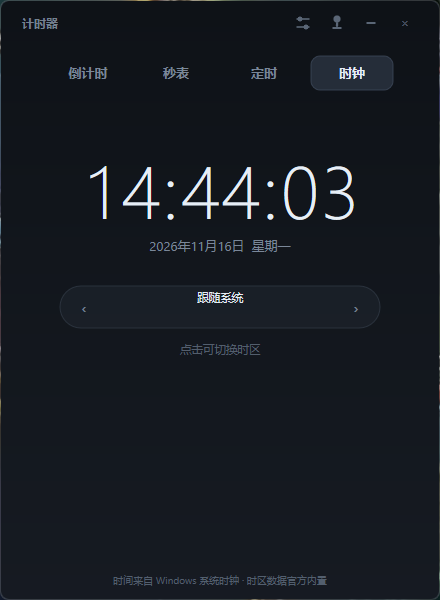 计时器
倒计时 秒表 定时 时钟
14:44:03
2026年11月16日 星期一
‹ 跟随系统 ›
点击可切换时区
时间来自 Windows 系统时钟 · 时区数据官方内置